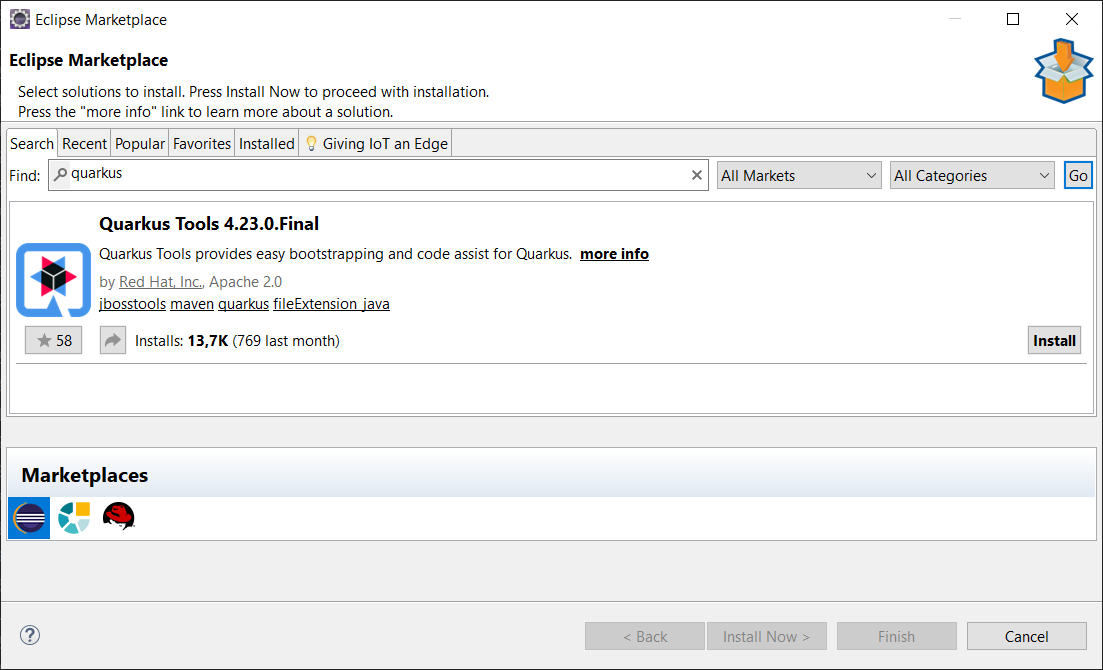 Eclipse Marketplace
Eclipse Marketplace
Select solutions to install. Press Install Now to proceed with installation.
Press the "more info" link to learn more about a solution.
Search Recent Popular Favorites Installed Giving IoT an Edge
Find: quarkus All Markets All Categories Go
Quarkus Tools 4.23.0.Final
Quarkus Tools provides easy bootstrapping and code assist for Quarkus. more info
by Red Hat, Inc., Apache 2.0
jbosstools maven quarkus fileExtension_java
58 Installs: 13,7K (769 last month) Install
Marketplaces
< Back Install Now > Finish Cancel